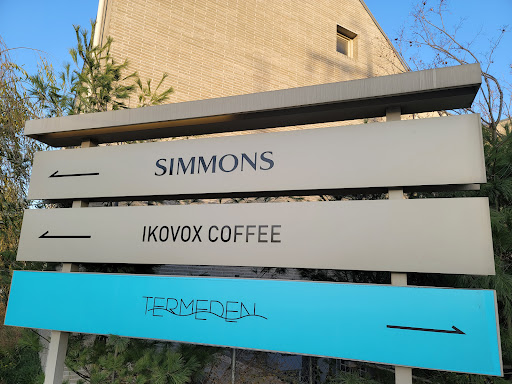 SIMMONS
IKOVOX COFFEE
TERMEDEN